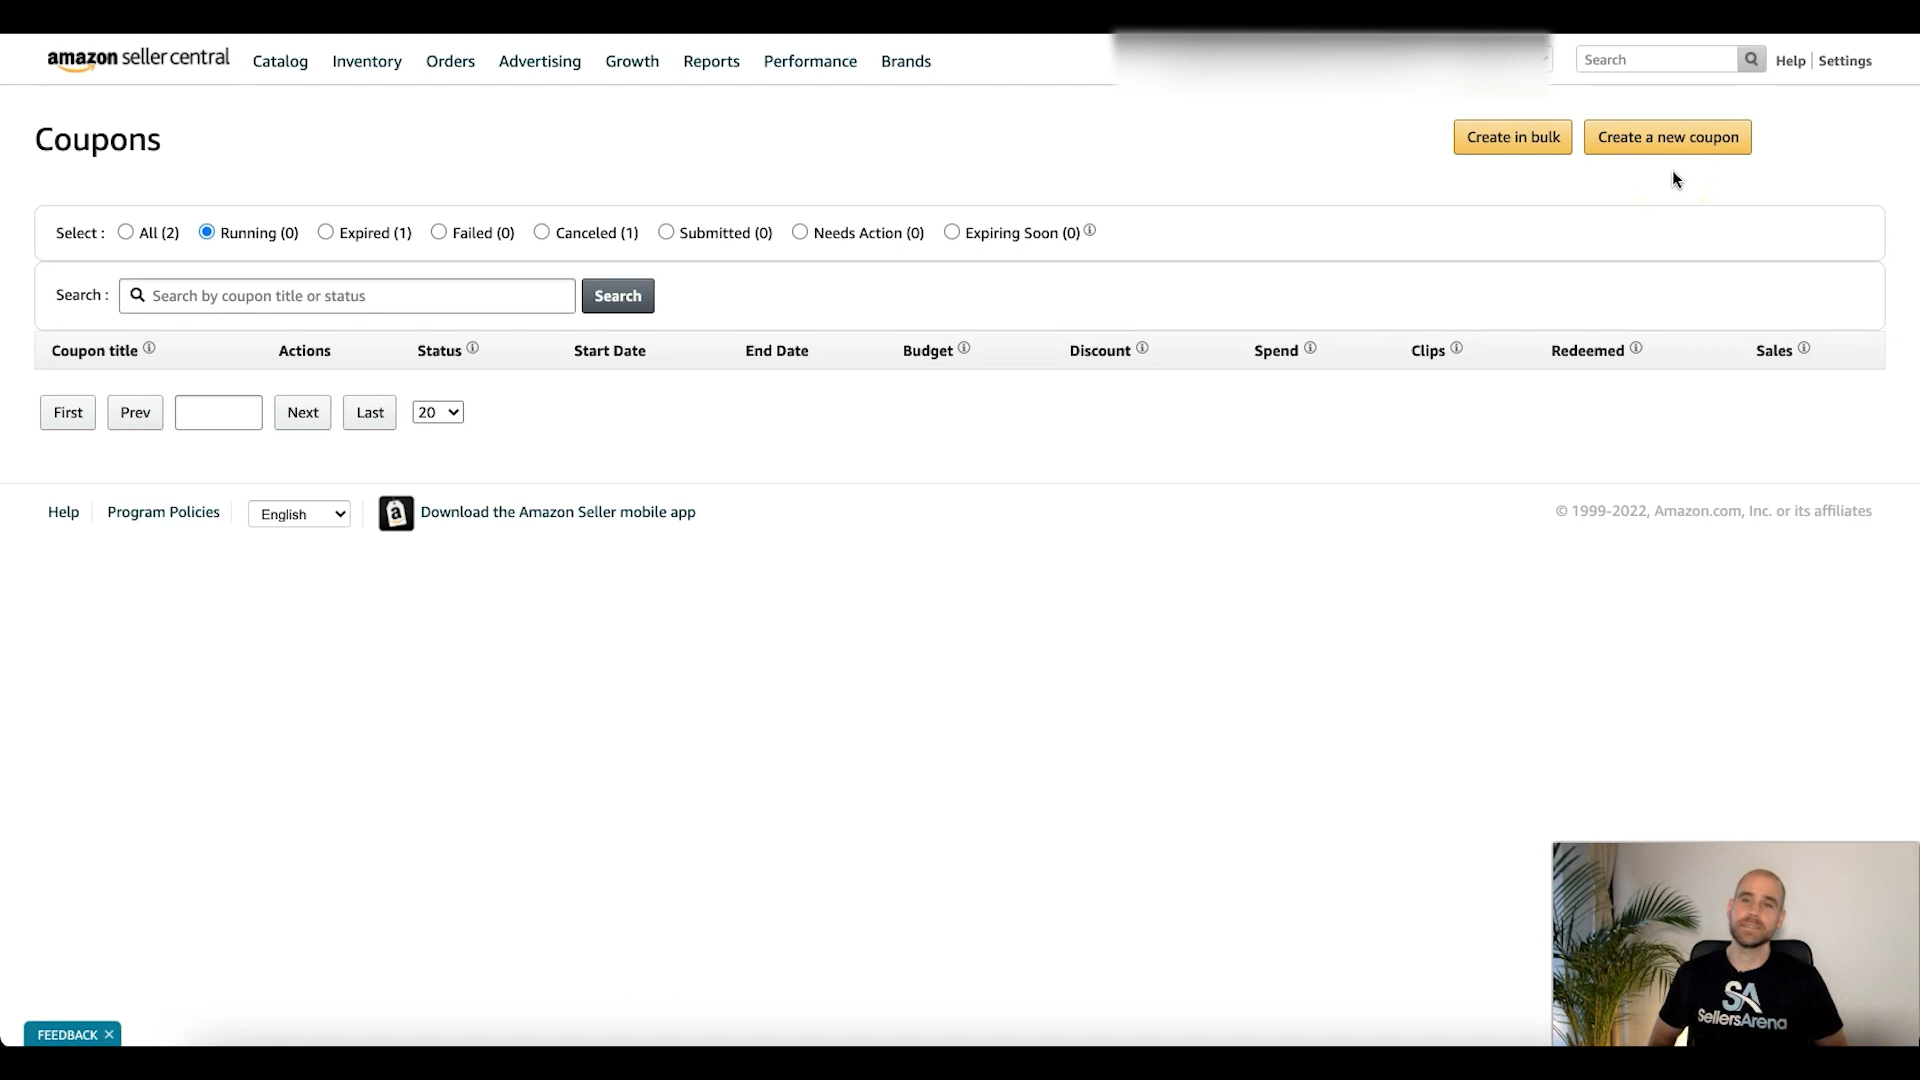 amazon seller central Catalog Inventory Orders Advertising Growth Reports Performance Brands Search Help Settings
Coupons Create in bulk Create a new coupon
Select : All (2) Running (0) Expired (1) Failed (0) Canceled (1) Submitted (0) Needs Action (0) Expiring Soon (0)
Search : Search by coupon title or status Search
Coupon title Actions Status Start Date End Date Budget Discount Spend Clips Redeemed Sales
First Prev Next Last 20
Help Program Policies English a Download the Amazon Seller mobile app © 1999-2022, Amazon.com, Inc. or its affiliates
SA
SellersArena
FEEDBACK ×